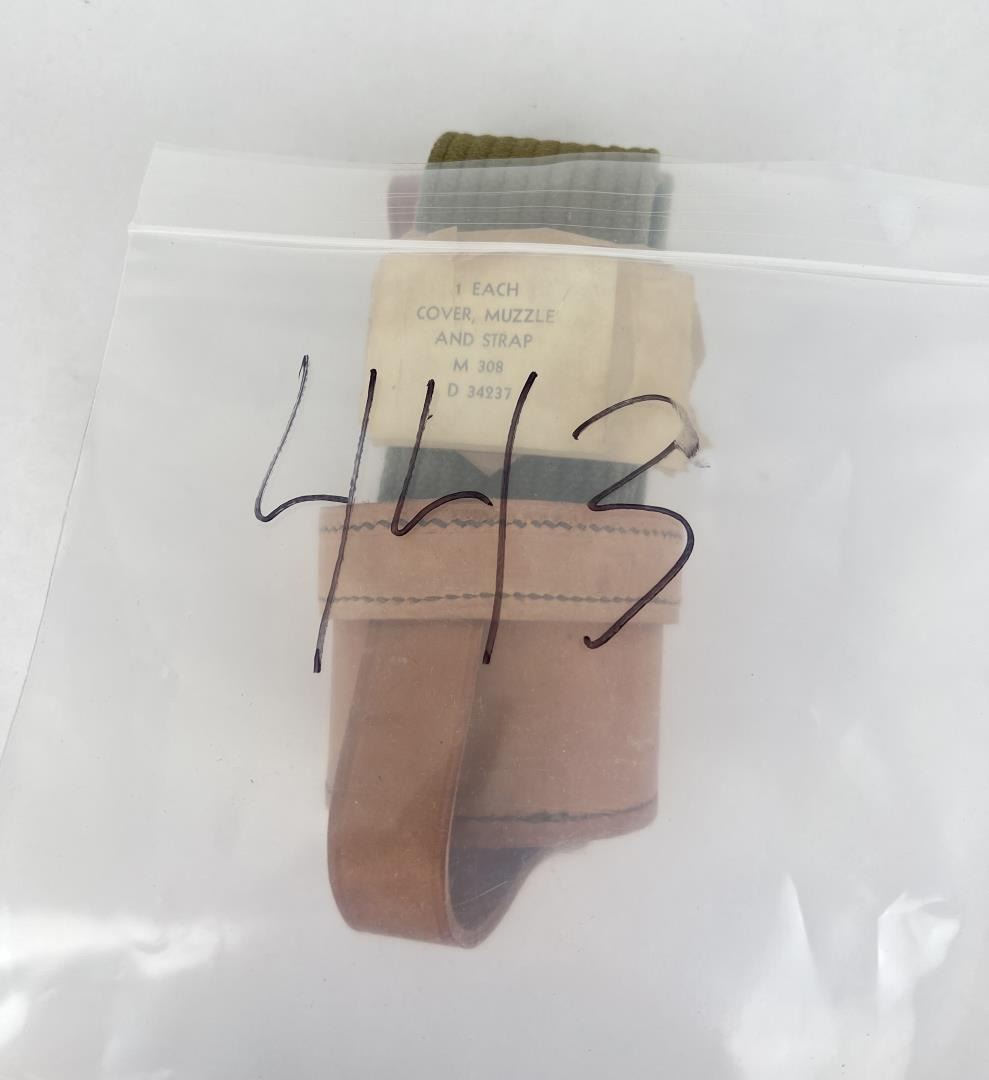 1 EACH
COVER, MUZZLE
AND STRAP
M 308
D 34237
443